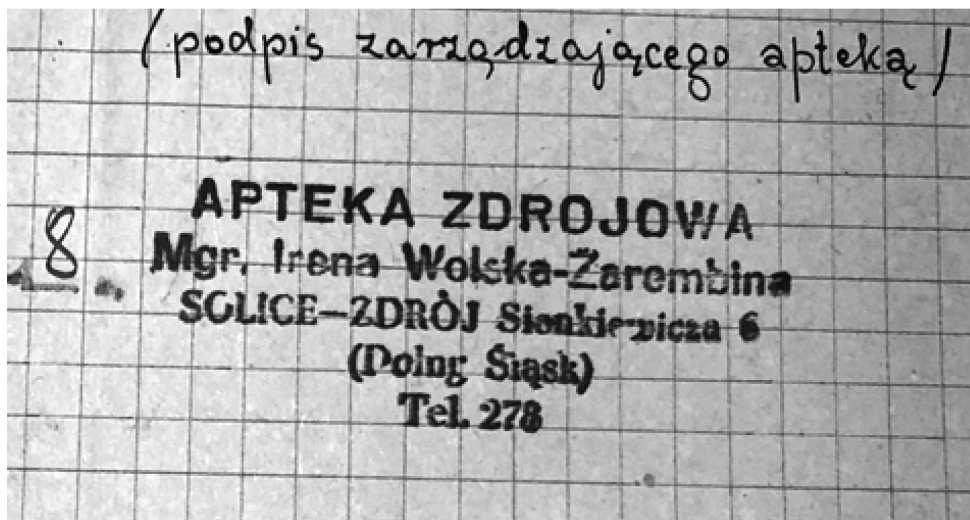 (podpis zarządzającego apteką)
APTEKA ZDROJOWA
8 Mgr. Irena Wolska-Zarembina
SOLICE-ZDRÓJ Sienkiewicza 6
(Dolny Śląsk)
Tel. 278